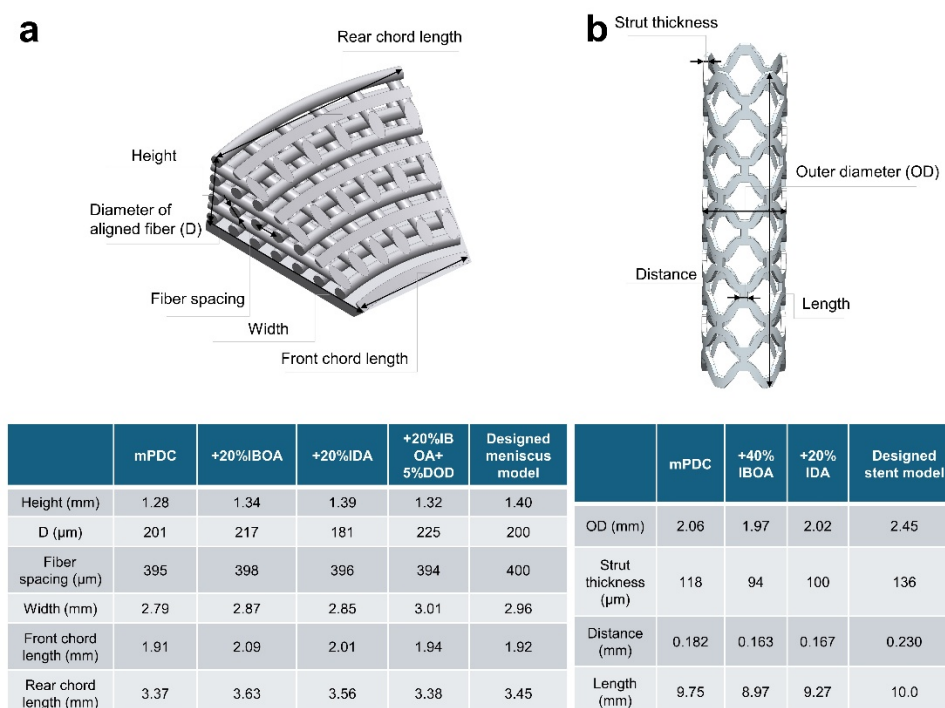 a
Rear chord length
Height
Diameter of
aligned fiber (D)
Fiber spacing
Width
Front chord length
b
Strut thickness
Outer diameter (OD)
Distance
Length
mPDC +20%IBOA +20%IDA +20%IB OA+ 5%DOD Designed meniscus model
Height (mm) 1.28 1.34 1.39 1.32 1.40
D (µm) 201 217 181 225 200
Fiber spacing (µm) 395 398 396 394 400
Width (mm) 2.79 2.87 2.85 3.01 2.96
Front chord length (mm) 1.91 2.09 2.01 1.94 1.92
Rear chord length (mm) 3.37 3.63 3.56 3.38 3.45
mPDC +40% IBOA +20% IDA Designed stent model
OD (mm) 2.06 1.97 2.02 2.45
Strut thickness (µm) 118 94 100 136
Distance (mm) 0.182 0.163 0.167 0.230
Length (mm) 9.75 8.97 9.27 10.0